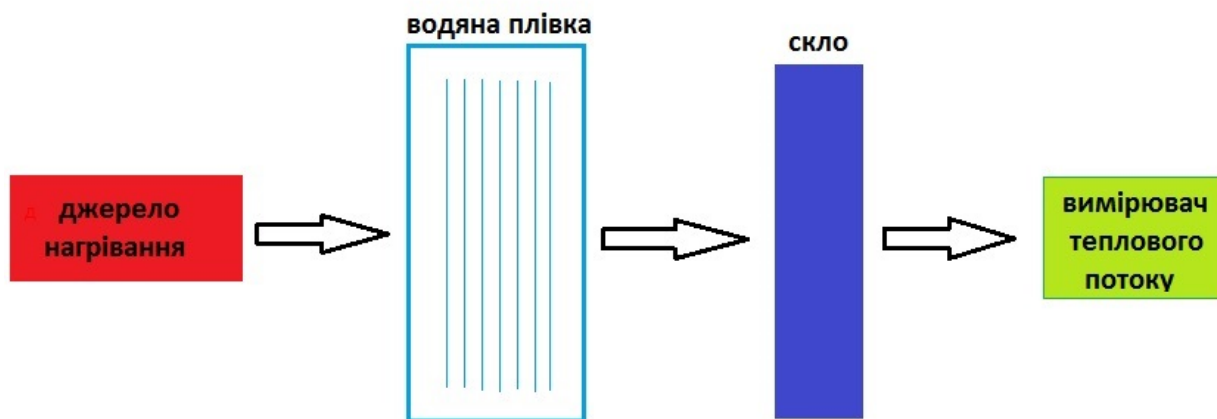 водяна плівка
скло
д
джерело
нагрівання
вимірювач
теплового
потоку